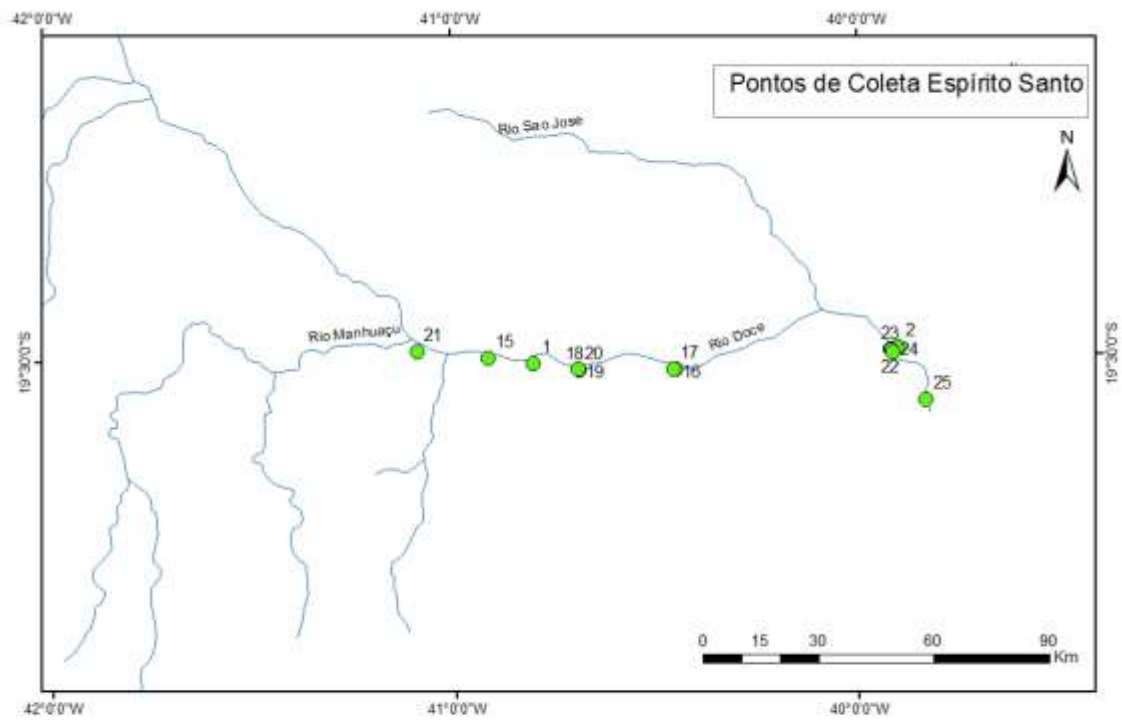 42°0'0"W
41°0'0"W
40°0'0"W
Pontos de Coleta Espírito Santo
Rio Sao Jose
N
19°30'0"S
19°30'0"S
Rio Manhuaçu
Rio Doce
21
15
1
18 20
19
17
16
23 2
24
22
25
0 15 30 60 90
Km
42°0'0"W
41°0'0"W
40°0'0"W